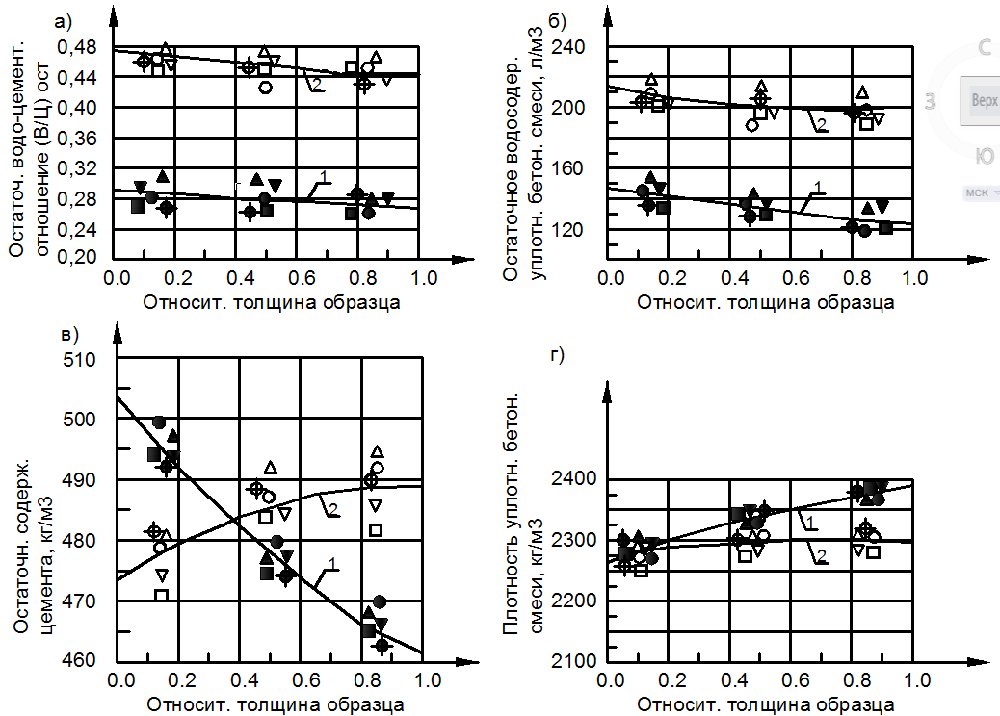 а)
Остаточ. водо-цемент.
отношение (В/Ц) ост
0,48
0,44
0,40
0,36
0,32
0,28
0,24
0,20
2
1
0.0 0.2 0.4 0.6 0.8 1.0
Относит. толщина образца
б)
Остаточное водосодер.
уплотн. бетон. смеси, л/м3
240
200
160
140
120
2
1
0.0 0.2 0.4 0.6 0.8 1.0
Относит. толщина образца
С
З
Верх
Ю
МСК
в)
Остаточн. содерж.
цемента, кг/м3
510
500
490
480
470
460
2
1
0.0 0.2 0.4 0.6 0.8 1.0
Относит. толщина образца
г)
Плотность уплотн. бетон.
смеси, кг/м3
2400
2300
2200
2100
1
2
0.0 0.2 0.4 0.6 0.8 1.0
Относит. толщина образца